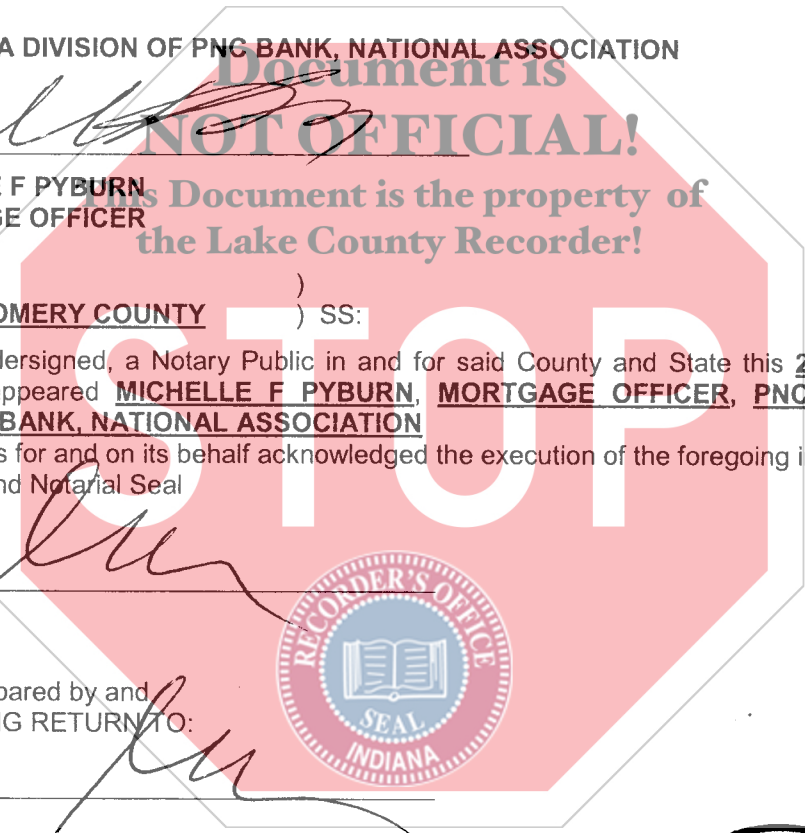 A DIVISION OF PNC BANK, NATIONAL ASSOCIATION
Document is
NOT OFFICIAL!
E F PYBURN
This Document is the property of
GE OFFICER
the Lake County Recorder!
)
OMERY COUNTY ) SS:
STOP
dersigned, a Notary Public in and for said County and State this 2
appeared MICHELLE F PYBURN, MORTGAGE OFFICER, PNC
BANK, NATIONAL ASSOCIATION
s for and on its behalf acknowledged the execution of the foregoing i
nd Notarial Seal
RECORDER'S OFFICE
SEAL
INDIANA
pared by and
G RETURN TO: